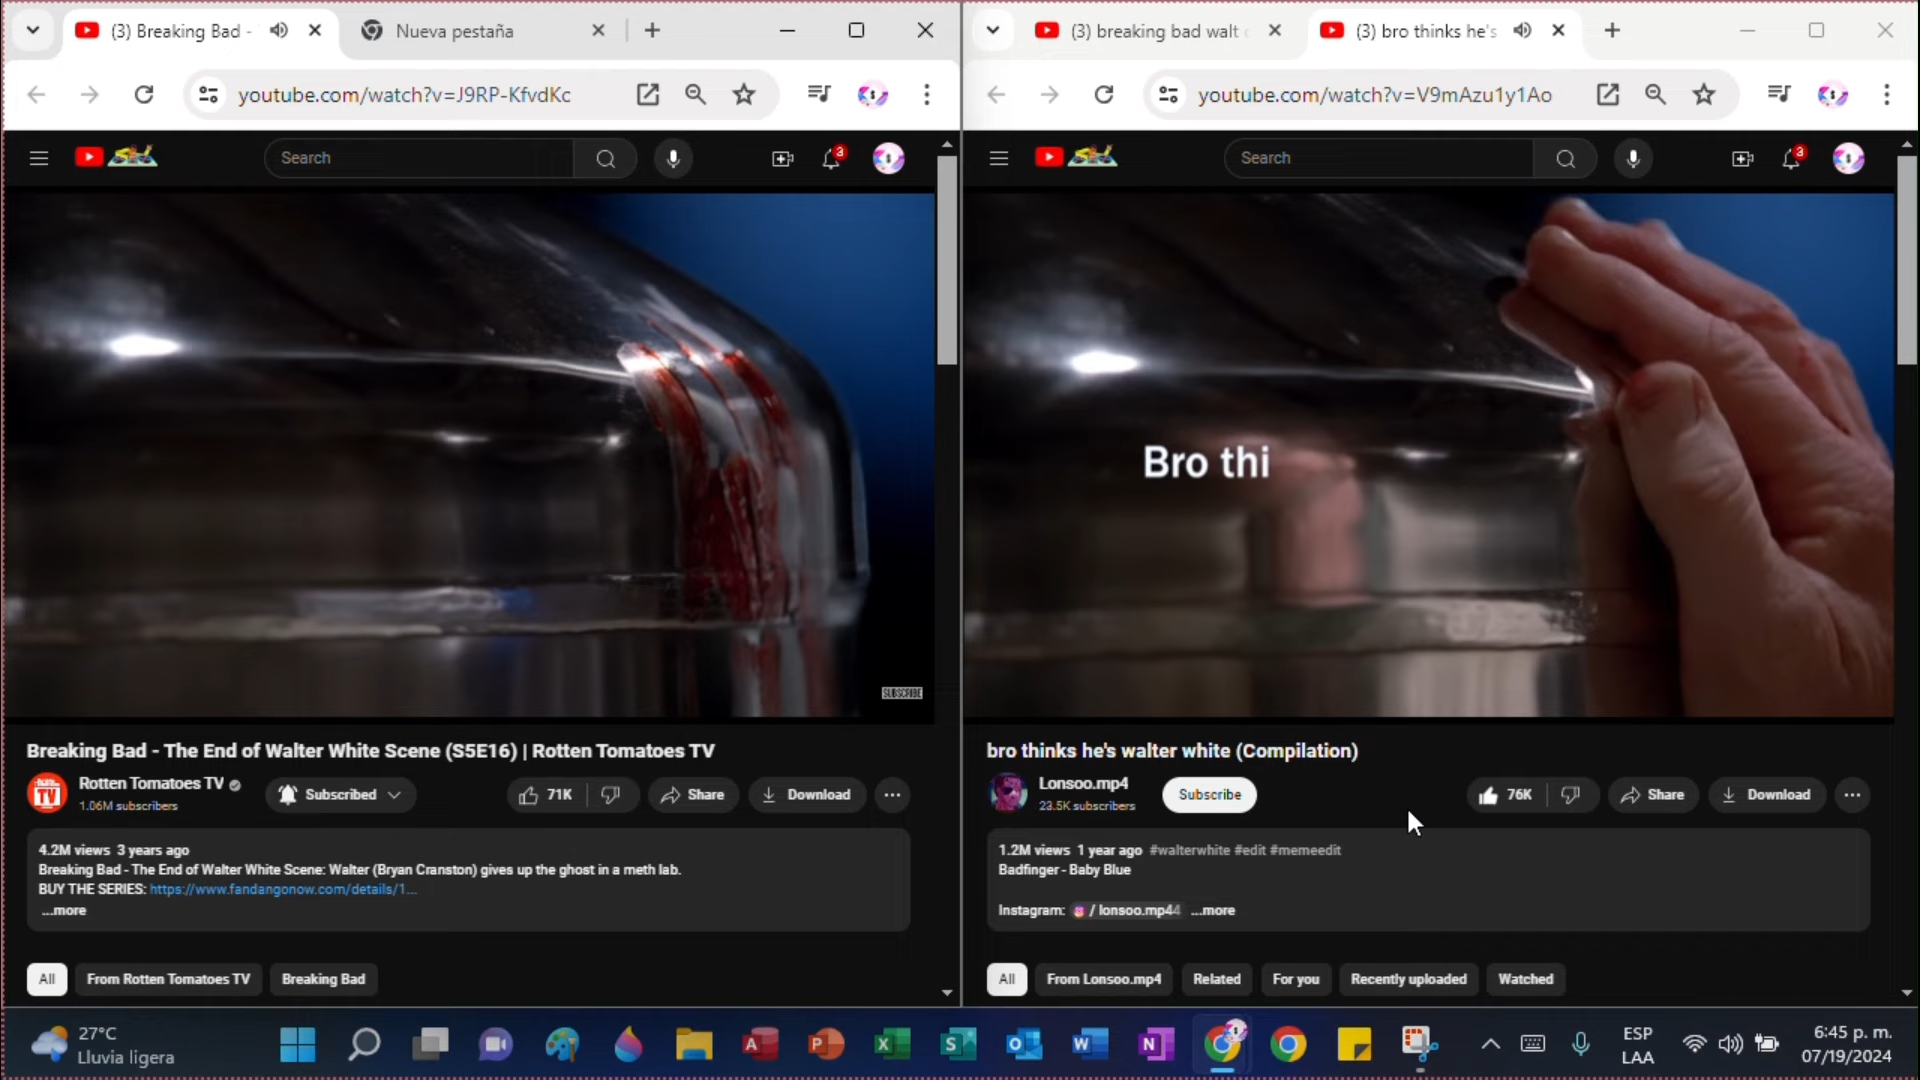 (3) Breaking Bad -
Nueva pestaña
youtube.com/watch?v=J9RP-KfvdKc
Search
3
SUBSCRIBE
Breaking Bad - The End of Walter White Scene (S5E16) | Rotten Tomatoes TV
Rotten Tomatoes TV
1.06M subscribers
Subscribed
71K
Share
Download
4.2M views 3 years ago
Breaking Bad - The End of Walter White Scene: Walter (Bryan Cranston) gives up the ghost in a meth lab.
BUY THE SERIES: https://www.fandangonow.com/details/1...
...more
All
From Rotten Tomatoes TV
Breaking Bad
(3) breaking bad walt
(3) bro thinks he's
youtube.com/watch?v=V9mAzu1y1Ao
Search
3
Bro thi
bro thinks he's walter white (Compilation)
Lonsoo.mp4
23.5K subscribers
Subscribe
76K
Share
Download
1.2M views 1 year ago #walterwhite #edit #memeedit
Badfinger - Baby Blue
Instagram: / lonsoo.mp44 ...more
All
From Lonsoo.mp4
Related
For you
Recently uploaded
Watched
27°C
Lluvia ligera
A
P
X
S
O
W
N
ESP
LAA
6:45 p. m.
07/19/2024